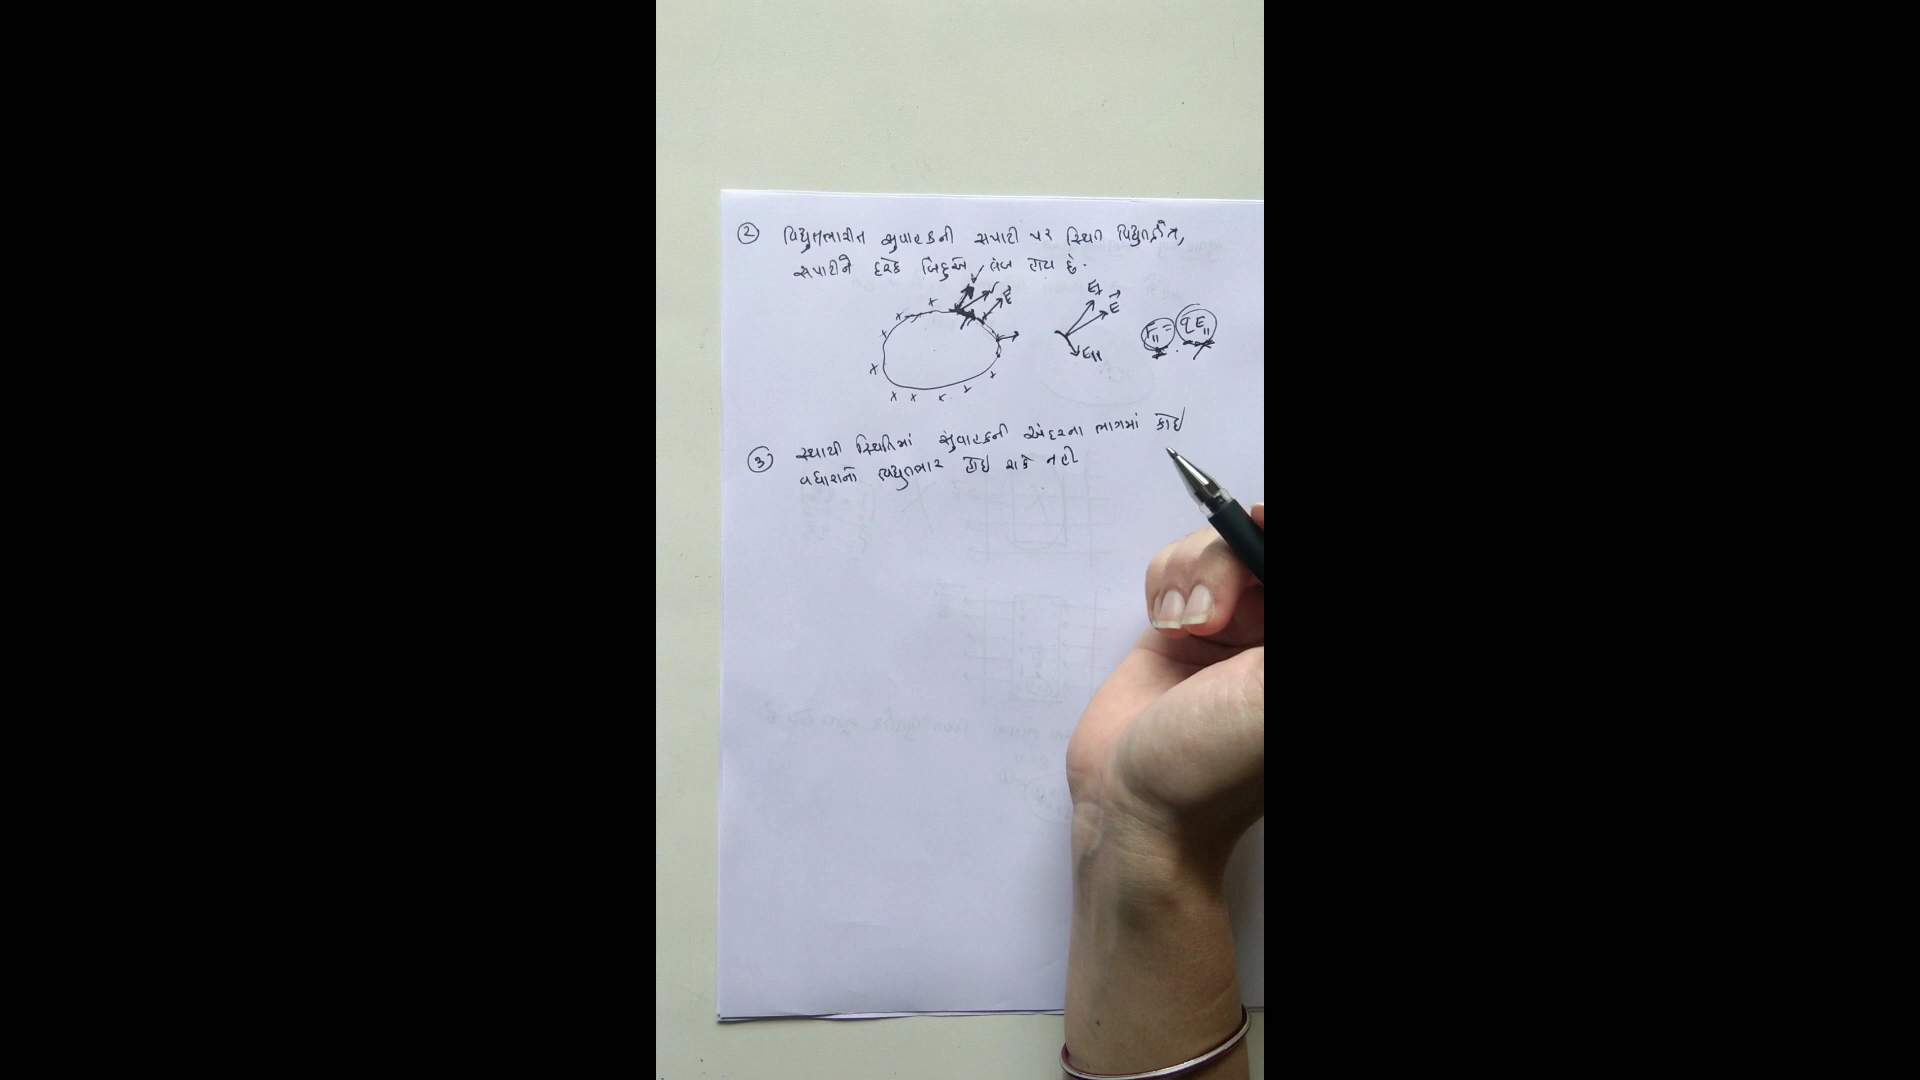 ② વિદ્યુતભારીત સુવાહકની સપાટી પર સ્થિત વિદ્યુતક્ષેત્ર,
સપાટીને દરેક બિંદુએ લંબ હોય છે.
E⊥
E⃗ E⃗
F|| = qE||
E||
③ સ્થાયી સ્થિતિમાં સુવાહકની અંદરના ભાગમાં કોઇ
વધારાનો વિદ્યુતભાર હોઇ શકે નહી